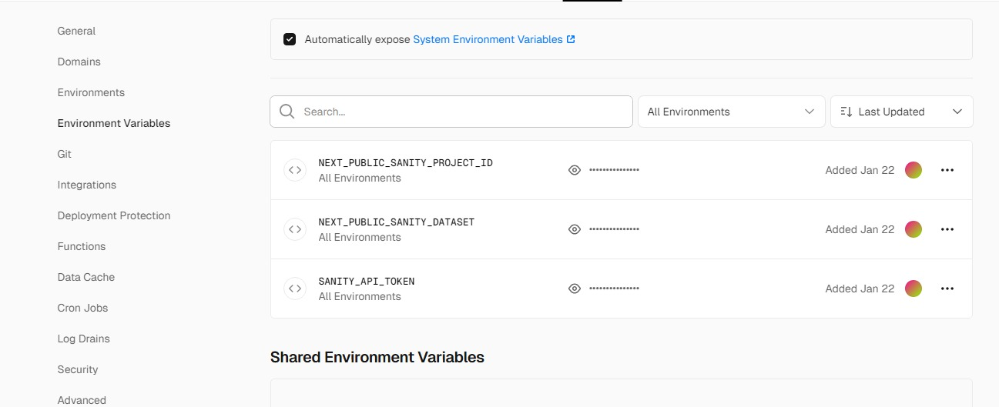 General
Domains
Environments
Environment Variables
Git
Integrations
Deployment Protection
Functions
Data Cache
Cron Jobs
Log Drains
Security
Advanced
Automatically expose System Environment Variables
Search...
All Environments
Last Updated
NEXT_PUBLIC_SANITY_PROJECT_ID
All Environments
•••••••••••••••
Added Jan 22
NEXT_PUBLIC_SANITY_DATASET
All Environments
•••••••••••••••
Added Jan 22
SANITY_API_TOKEN
All Environments
•••••••••••••••
Added Jan 22
Shared Environment Variables